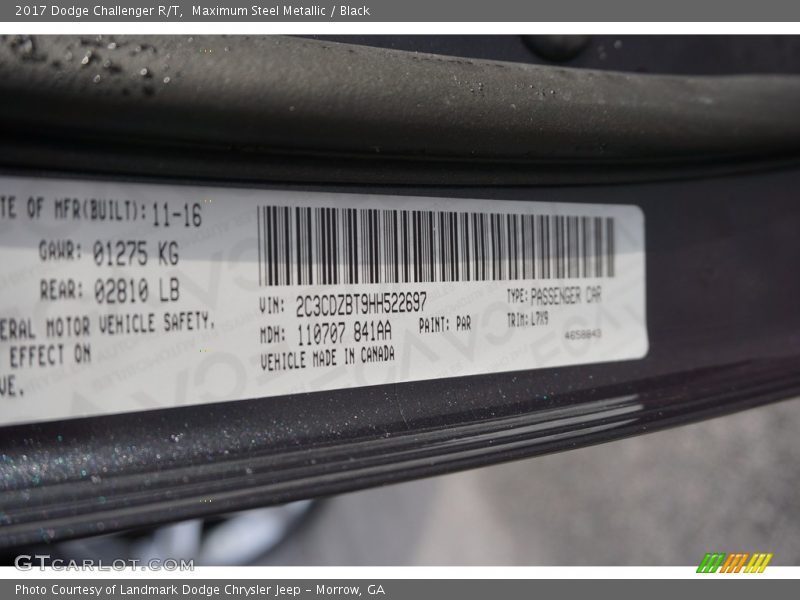 2017 Dodge Challenger R/T,  Maximum Steel Metallic / Black
TE OF MFR(BUILT): 11-16
GAWR: 01275 KG
REAR: 02810 LB
ERAL MOTOR VEHICLE SAFETY.
EFFECT ON
VE.
VIN: 2C3CDZBT9HH522697
TYPE: PASSENGER CAR
MDH: 110707 841AA
PAINT: PAR
TRIM: L7X9
VEHICLE MADE IN CANADA
4658843
GTCARLOT.COM
Photo Courtesy of Landmark Dodge Chrysler Jeep – Morrow, GA